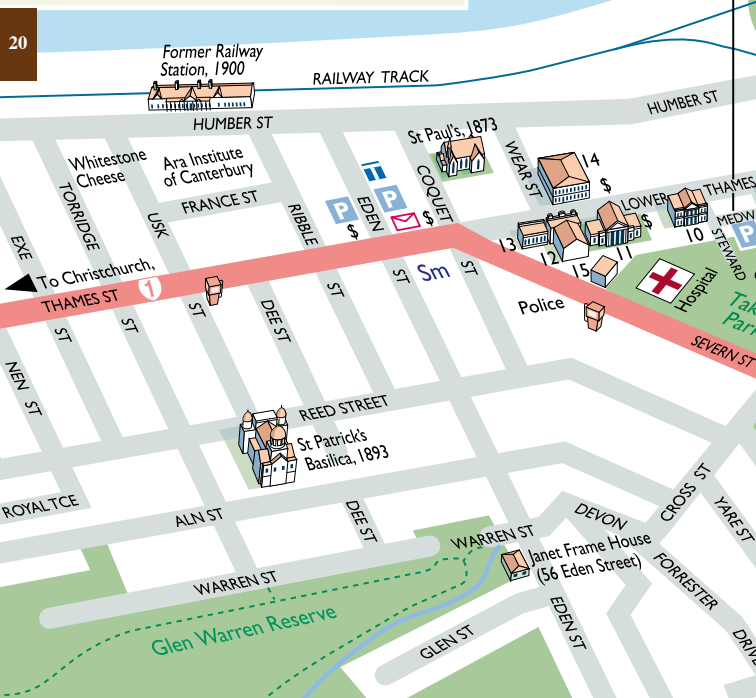 20
Former Railway
Station, 1900
RAILWAY TRACK
HUMBER ST
HUMBER ST
St Paul's, 1873
Whitestone
Cheese
Ara Institute
of Canterbury
WEAR ST
14
$
TORRIDGE
FRANCE ST
COQUET
P
P
EDEN
$
$
LOWER
THAMES
USK
RIBBLE
EXE
13
12
15
11
$
10
MEDW
P
STEWARD
To Christchurch,
THAMES ST
1
ST
ST
ST
DEE ST
ST
ST
Sm
ST
Police
Hospital
Tak
Par
SEVERN ST
NEN ST
REED STREET
St Patrick's
Basilica, 1893
ROYAL TCE
ALN ST
DEE ST
CROSS ST
YARE ST
DEVON
WARREN ST
Janet Frame House
(56 Eden Street)
FORRESTER
DRIV
WARREN ST
Glen Warren Reserve
GLEN ST
EDEN ST